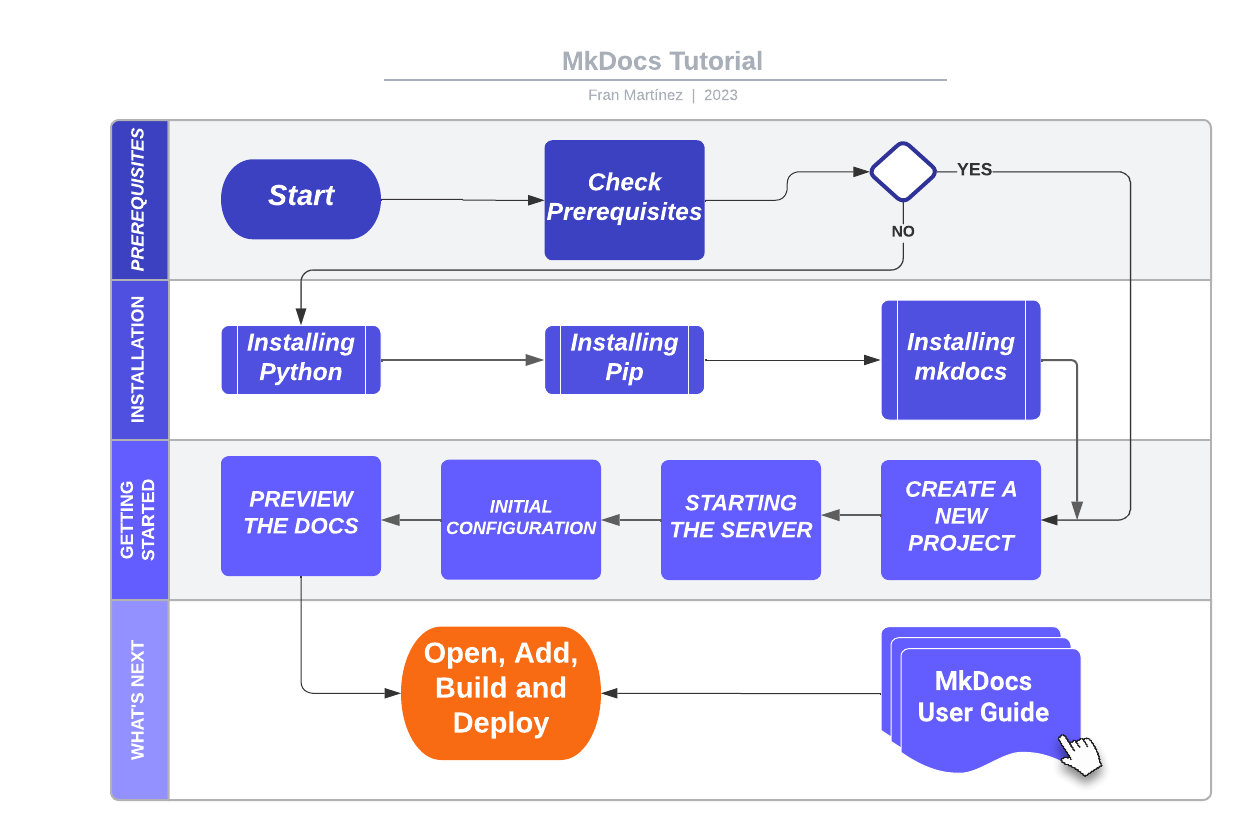 MkDocs Tutorial
Fran Martínez | 2023
PREREQUISITES
Start
Check
Prerequisites
YES
NO
INSTALLATION
Installing
Python
Installing
Pip
Installing
mkdocs
GETTING
STARTED
PREVIEW
THE DOCS
INITIAL
CONFIGURATION
STARTING
THE SERVER
CREATE A
NEW
PROJECT
WHAT'S NEXT
Open, Add,
Build and
Deploy
MkDocs
User Guide